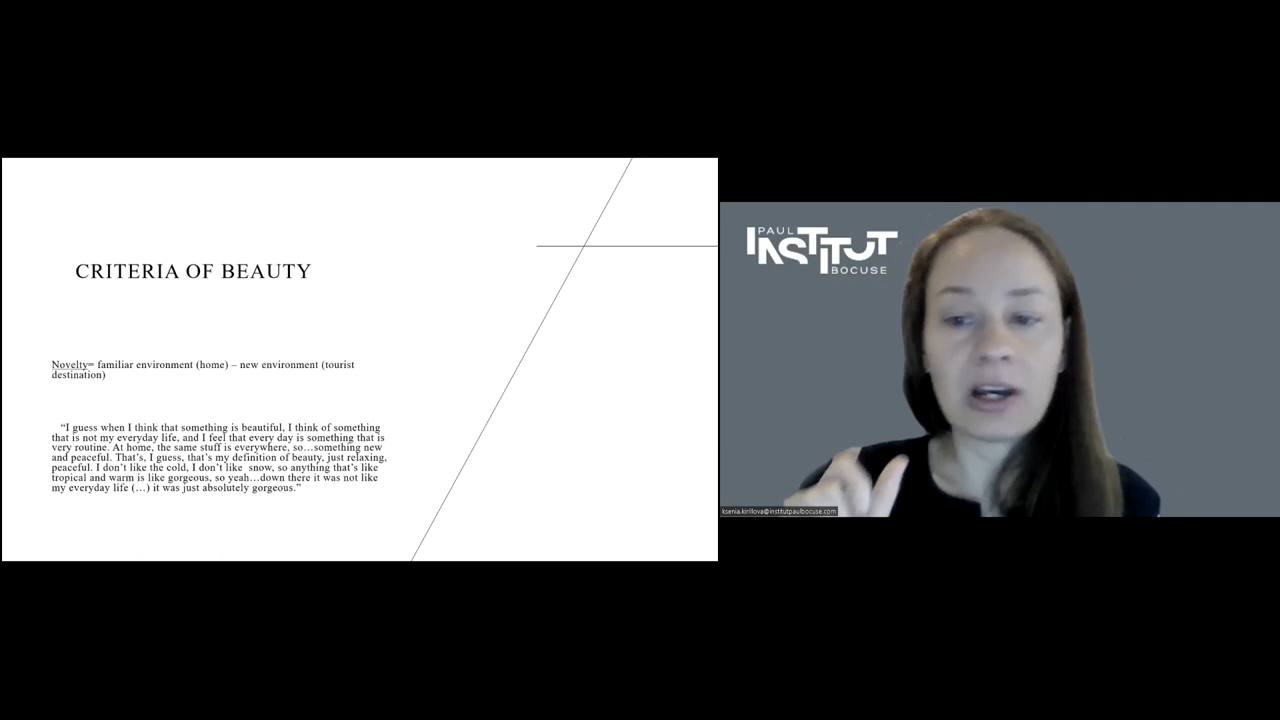 CRITERIA OF BEAUTY
Novelty= familiar environment (home) – new environment (tourist
destination)
“I guess when I think that something is beautiful, I think of something
that is not my everyday life, and I feel that every day is something that is
very routine. At home, the same stuff is everywhere, so…something new
and peaceful. That’s, I guess, that’s my definition of beauty, just relaxing,
peaceful. I don’t like the cold, I don’t like snow, so anything that’s like
tropical and warm is like gorgeous, so yeah…down there it was not like
my everyday life (…) it was just absolutely gorgeous.”
PAUL
INSTITUT
BOCUSE
ksenia.kirillova@institutpaulbocuse.com